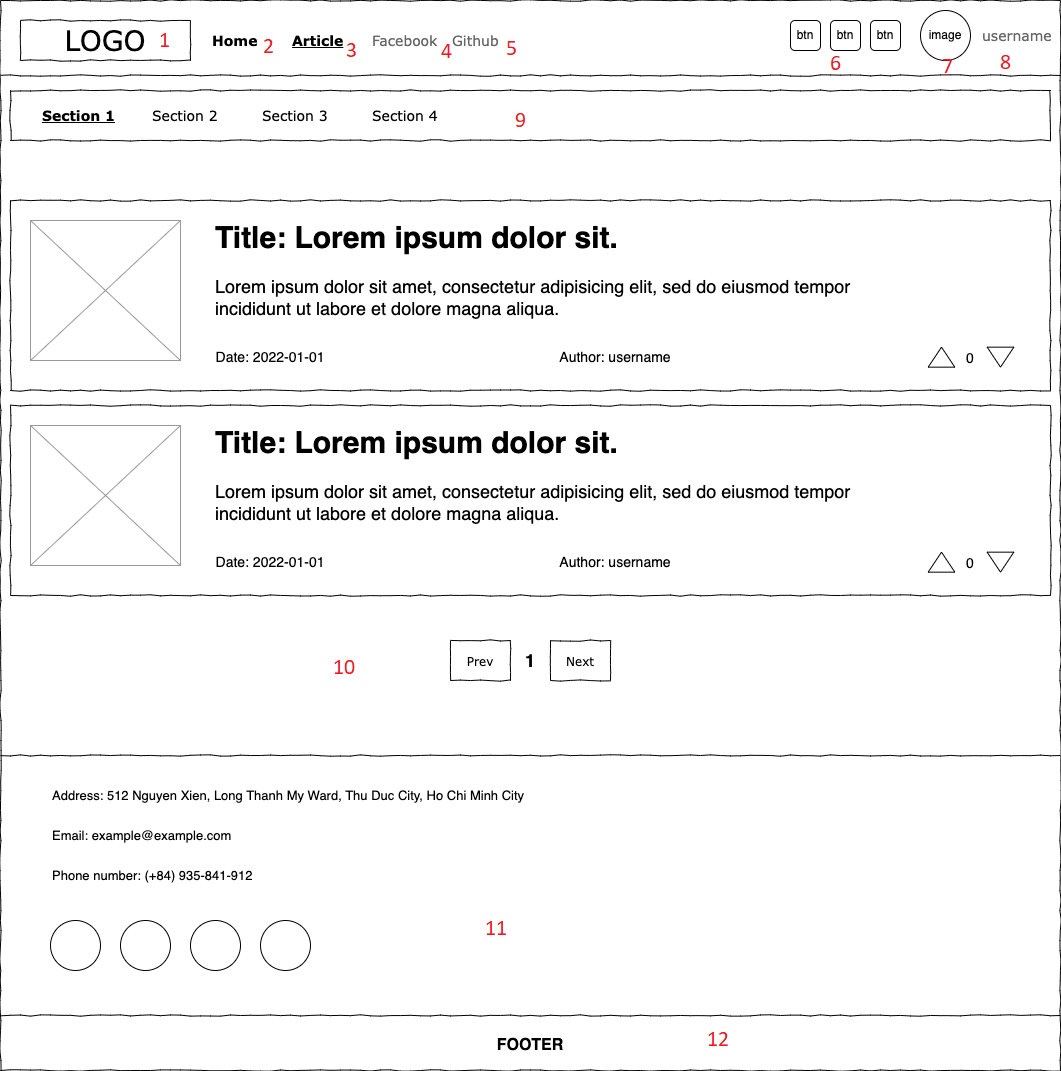 LOGO 1 Home 2 Article 3 Facebook 4 Github 5 btn btn btn 6 image 7 username 8
Section 1 Section 2 Section 3 Section 4 9
Title: Lorem ipsum dolor sit.
Lorem ipsum dolor sit amet, consectetur adipisicing elit, sed do eiusmod tempor
incididunt ut labore et dolore magna aliqua.
Date: 2022-01-01 Author: username 0
Title: Lorem ipsum dolor sit.
Lorem ipsum dolor sit amet, consectetur adipisicing elit, sed do eiusmod tempor
incididunt ut labore et dolore magna aliqua.
Date: 2022-01-01 Author: username 0
10 Prev 1 Next
Address: 512 Nguyen Xien, Long Thanh My Ward, Thu Duc City, Ho Chi Minh City
Email: example@example.com
Phone number: (+84) 935-841-912
11
FOOTER 12